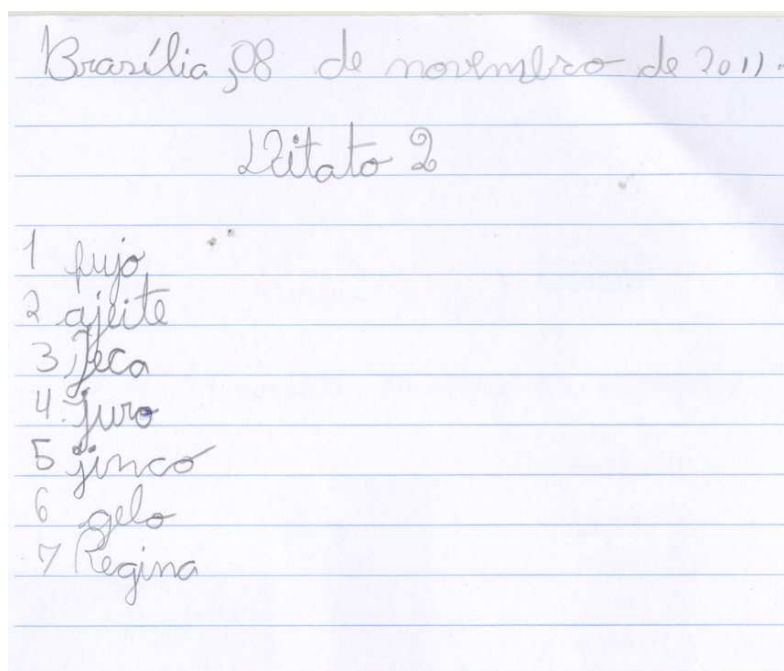 Brasília, 08 de novembro de 2011.
Ditato 2
1 fujo
2 ajeite
3 Jeca
4. juro
5 jinco
6 gelo
7 Regina